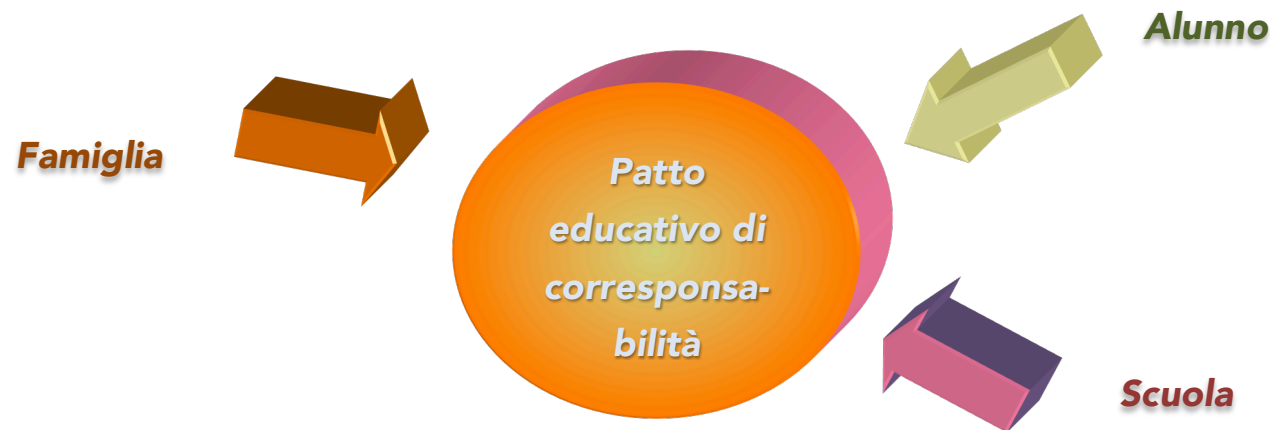 Alunno
Famiglia
Patto
educativo di
corresponsa-
bilità
Scuola